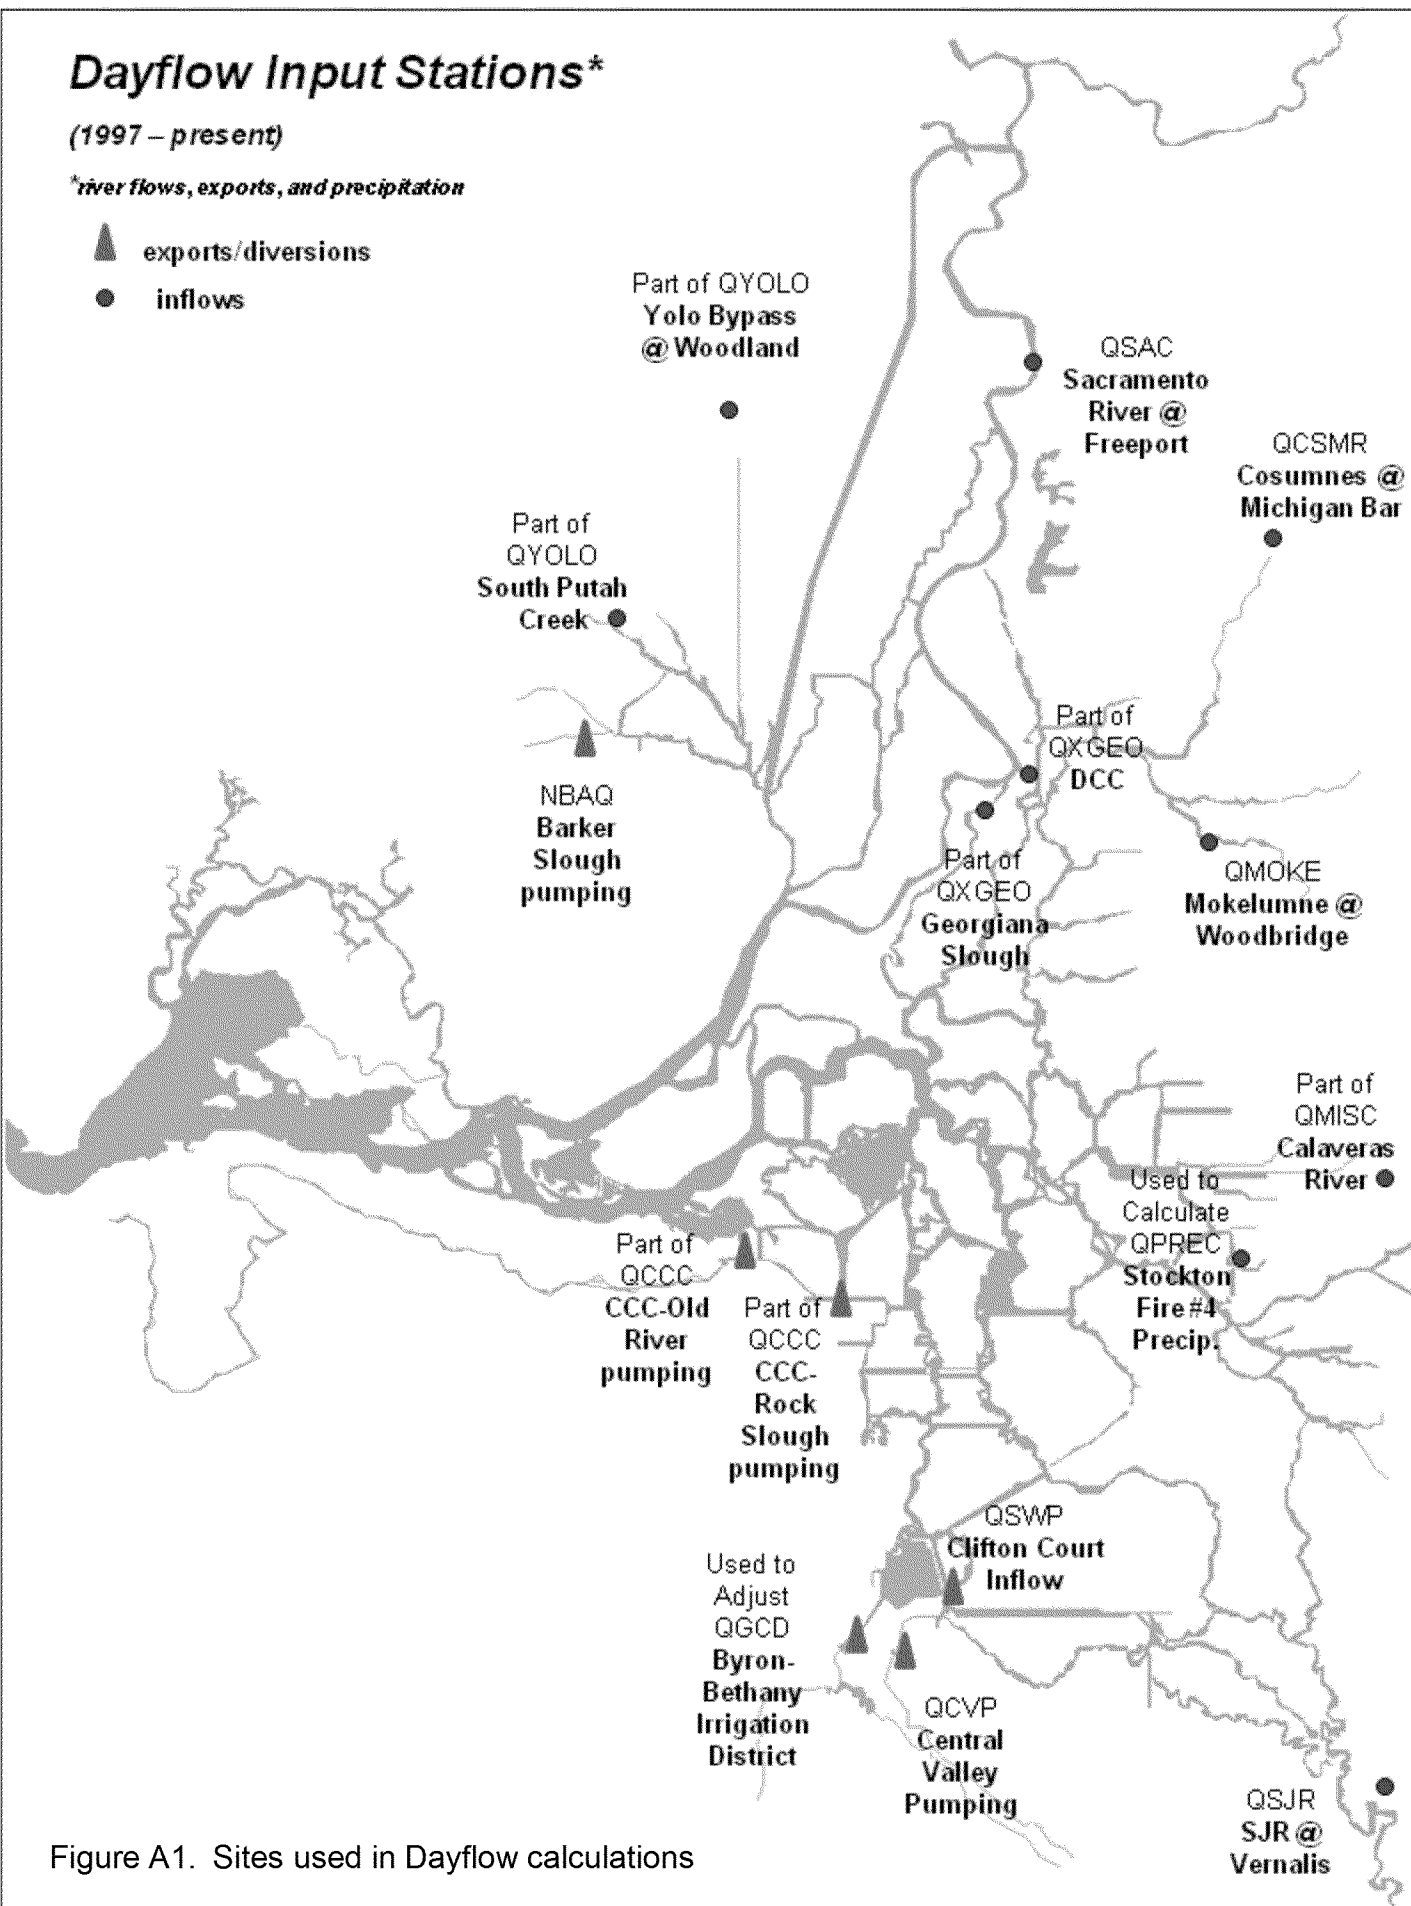 Dayflow Input Stations*
(1997 – present)
*river flows, exports, and precipitation
exports/diversions
inflows
Part of QYOLO
Yolo Bypass
@ Woodland
QSAC
Sacramento
River @
Freeport
QCSMR
Cosumnes @
Michigan Bar
Part of
QYOLO
South Putah
Creek
Part of
QXGEO
DCC
NBAQ
Barker
Slough
pumping
Part of
QXGEO
Georgiana
Slough
QMOKE
Mokelumne @
Woodbridge
Part of
QMISC
Calaveras
River
Used to
Calculate
QPREC
Stockton
Fire #4
Precip.
Part of
QCCC
CCC-Old
River
pumping
Part of
QCCC
CCC-
Rock
Slough
pumping
QSWP
Clifton Court
Inflow
Used to
Adjust
QGCD
Byron-
Bethany
Irrigation
District
QCVP
Central
Valley
Pumping
QSJR
SJR @
Vernalis
Figure A1.  Sites used in Dayflow calculations